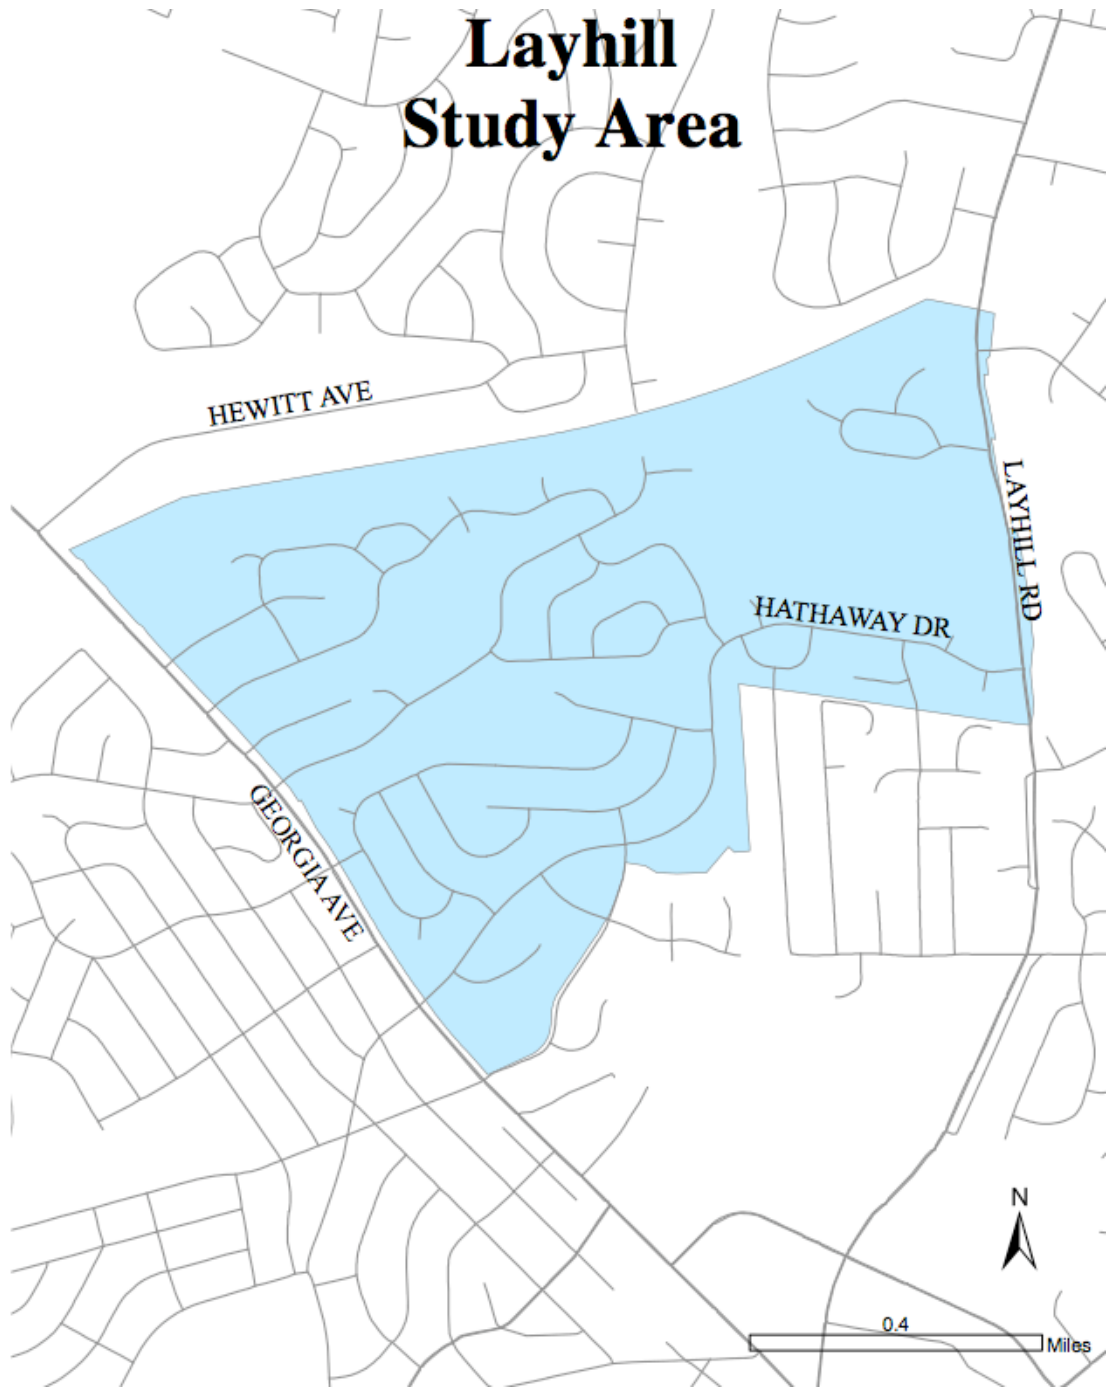 Layhill
Study Area
HEWITT AVE
LAYHILL RD
HATHAWAY DR
GEORGIA AVE
N
0.4
Miles